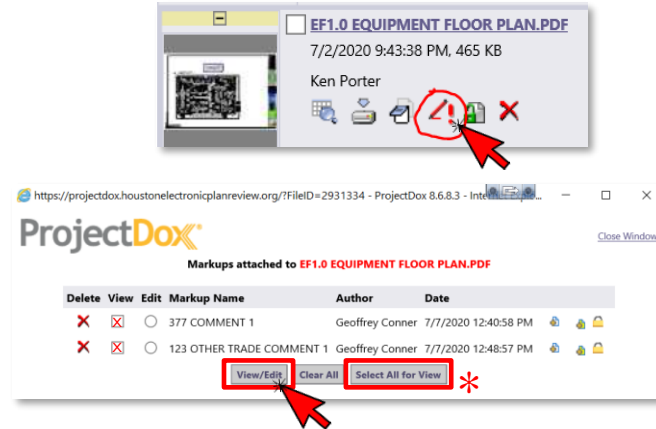 EF1.0 EQUIPMENT FLOOR PLAN.PDF
7/2/2020 9:43:38 PM, 465 KB
Ken Porter
https://projectdox.houstonelectronicplanreview.org/?FileID=2931334 - ProjectDox 8.6.8.3 -
ProjectDox
Close Window
Markups attached to EF1.0 EQUIPMENT FLOOR PLAN.PDF
Delete View Edit Markup Name Author Date
377 COMMENT 1 Geoffrey Conner 7/7/2020 12:40:58 PM
123 OTHER TRADE COMMENT 1 Geoffrey Conner 7/7/2020 12:48:57 PM
View/Edit Clear All Select All for View *